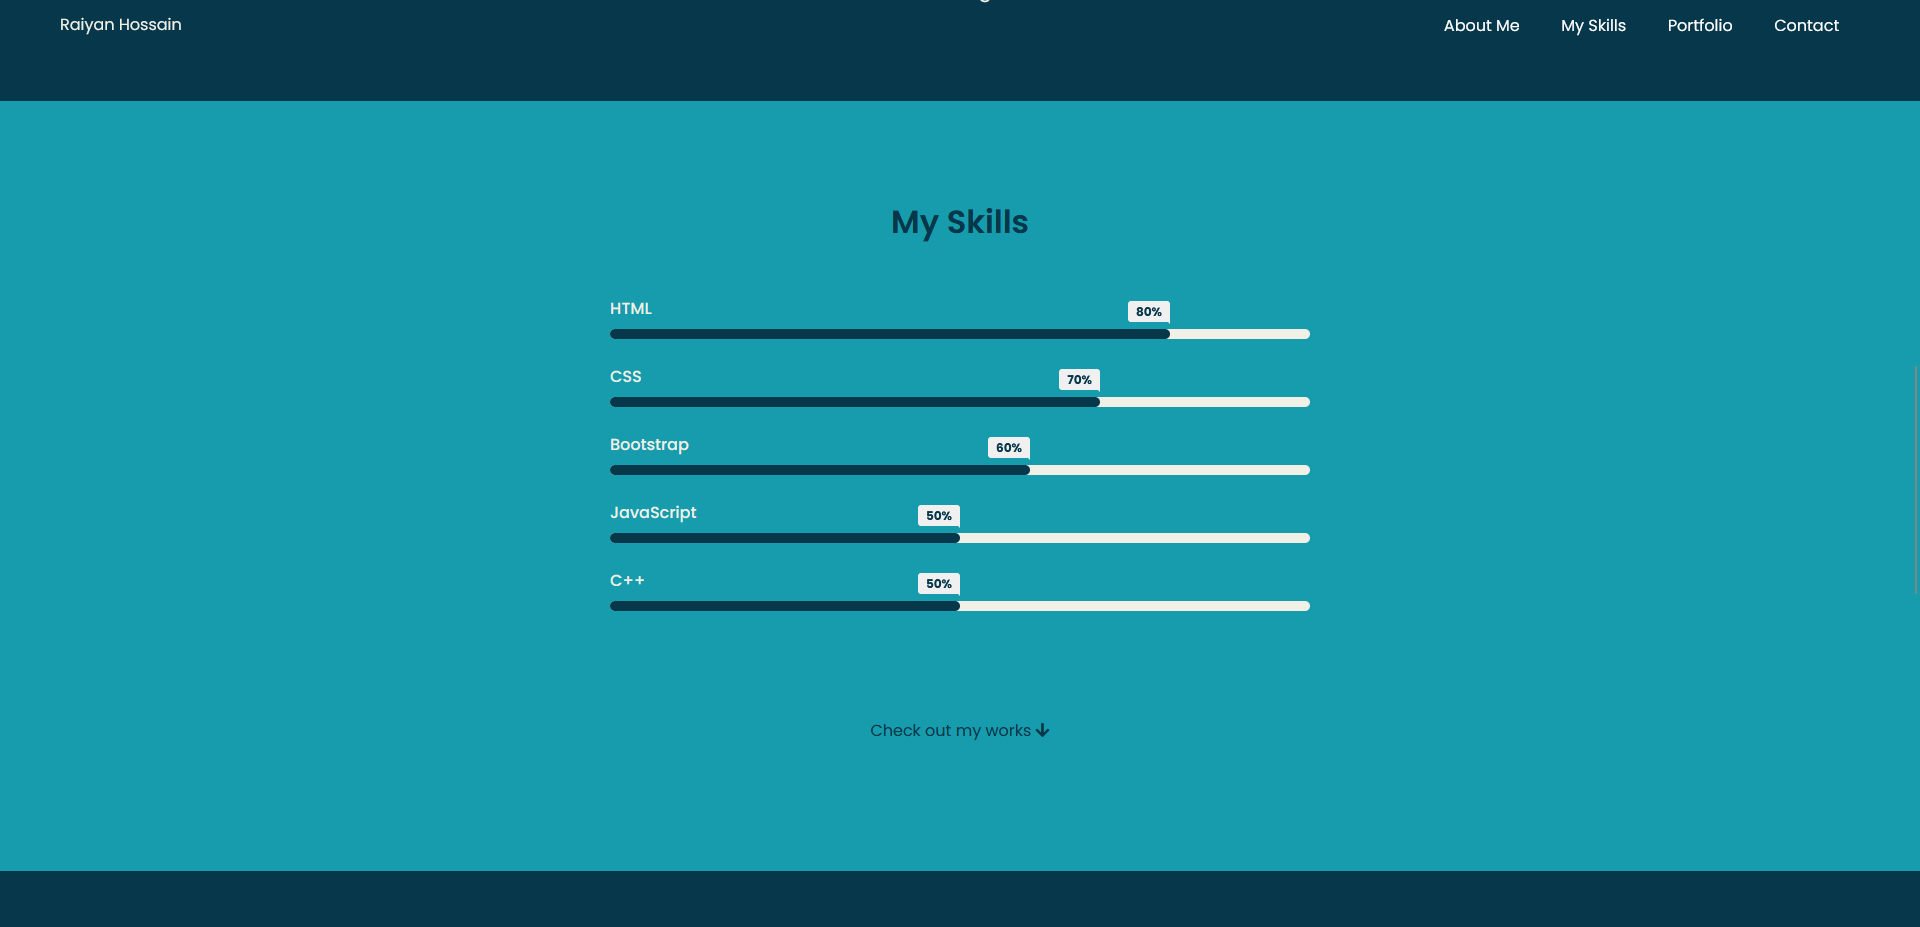 Raiyan Hossain
About Me My Skills Portfolio Contact
My Skills
HTML 80%
CSS 70%
Bootstrap 60%
JavaScript 50%
C++ 50%
Check out my works